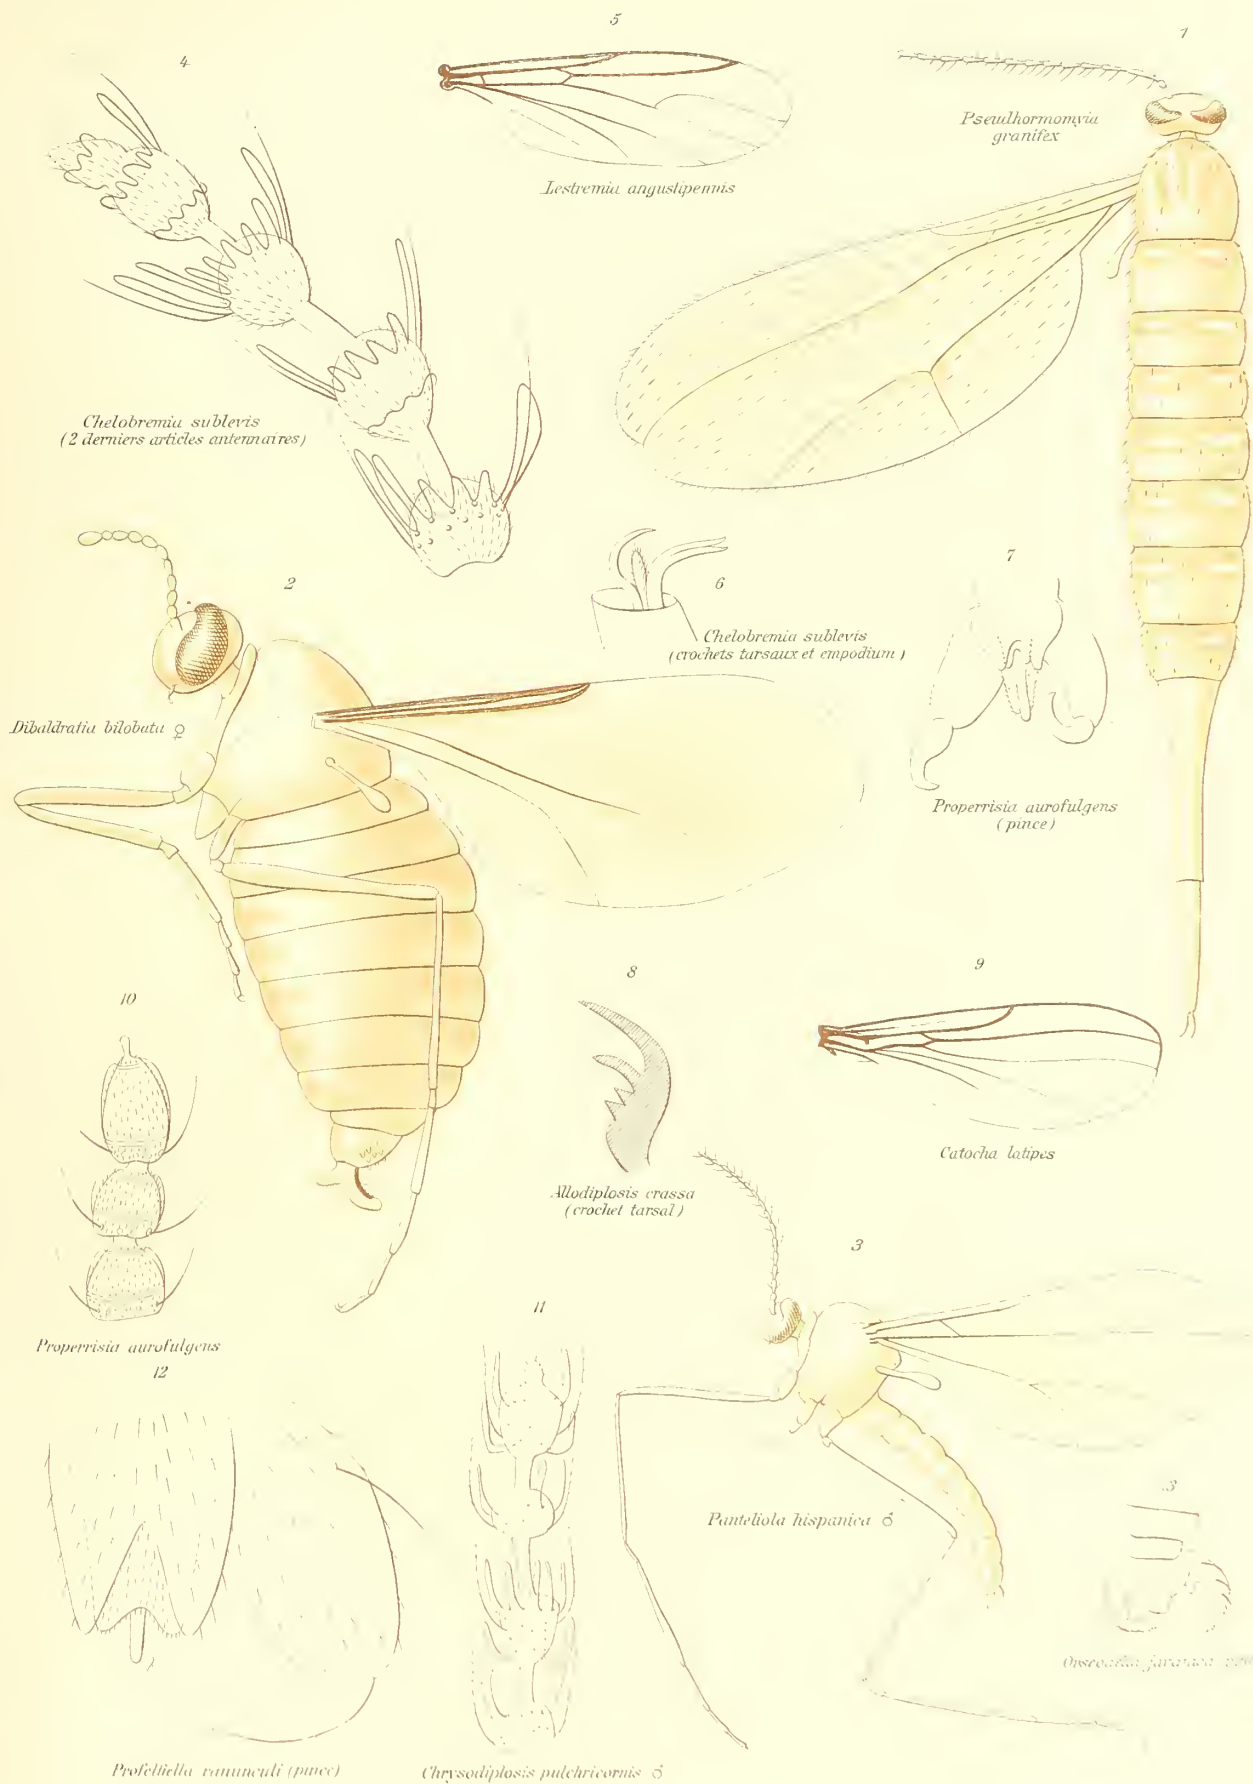 5
1
4
Pseudhormomyia
granifex
Lestremia angustipennis
Chelobremia sublevis
(2 derniers articles antennaires)
2
6
7
Chelobremia sublevis
(crochets tarsaux et empodium)
Dibaldratia bilobata ♀
Properrisia aurofulgens
(pince)
8
9
10
Catocha latipes
Allodiplosis crassa
(crochet tarsal)
3
11
Properrisia aurofulgens
12
Panteliola hispanica ♂
3
Profeltiella ranunculi (pince)
Chrysodiplosis pulchricornis ♂